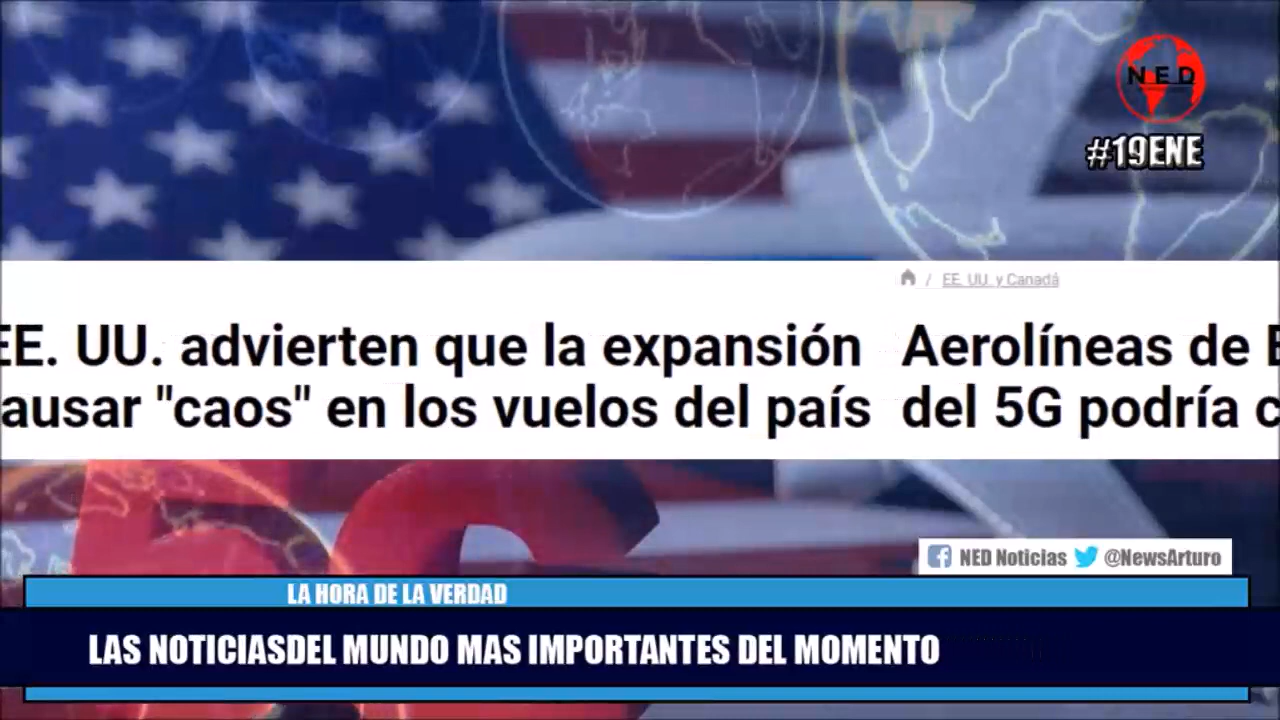 NED
#19ENE
/ EE. UU. y Canadá
EE. UU. advierten que la expansión Aerolíneas de E
ausar "caos" en los vuelos del país del 5G podría c
NED Noticias @NewsArturo
LA HORA DE LA VERDAD
LAS NOTICIASDEL MUNDO MAS IMPORTANTES DEL MOMENTO